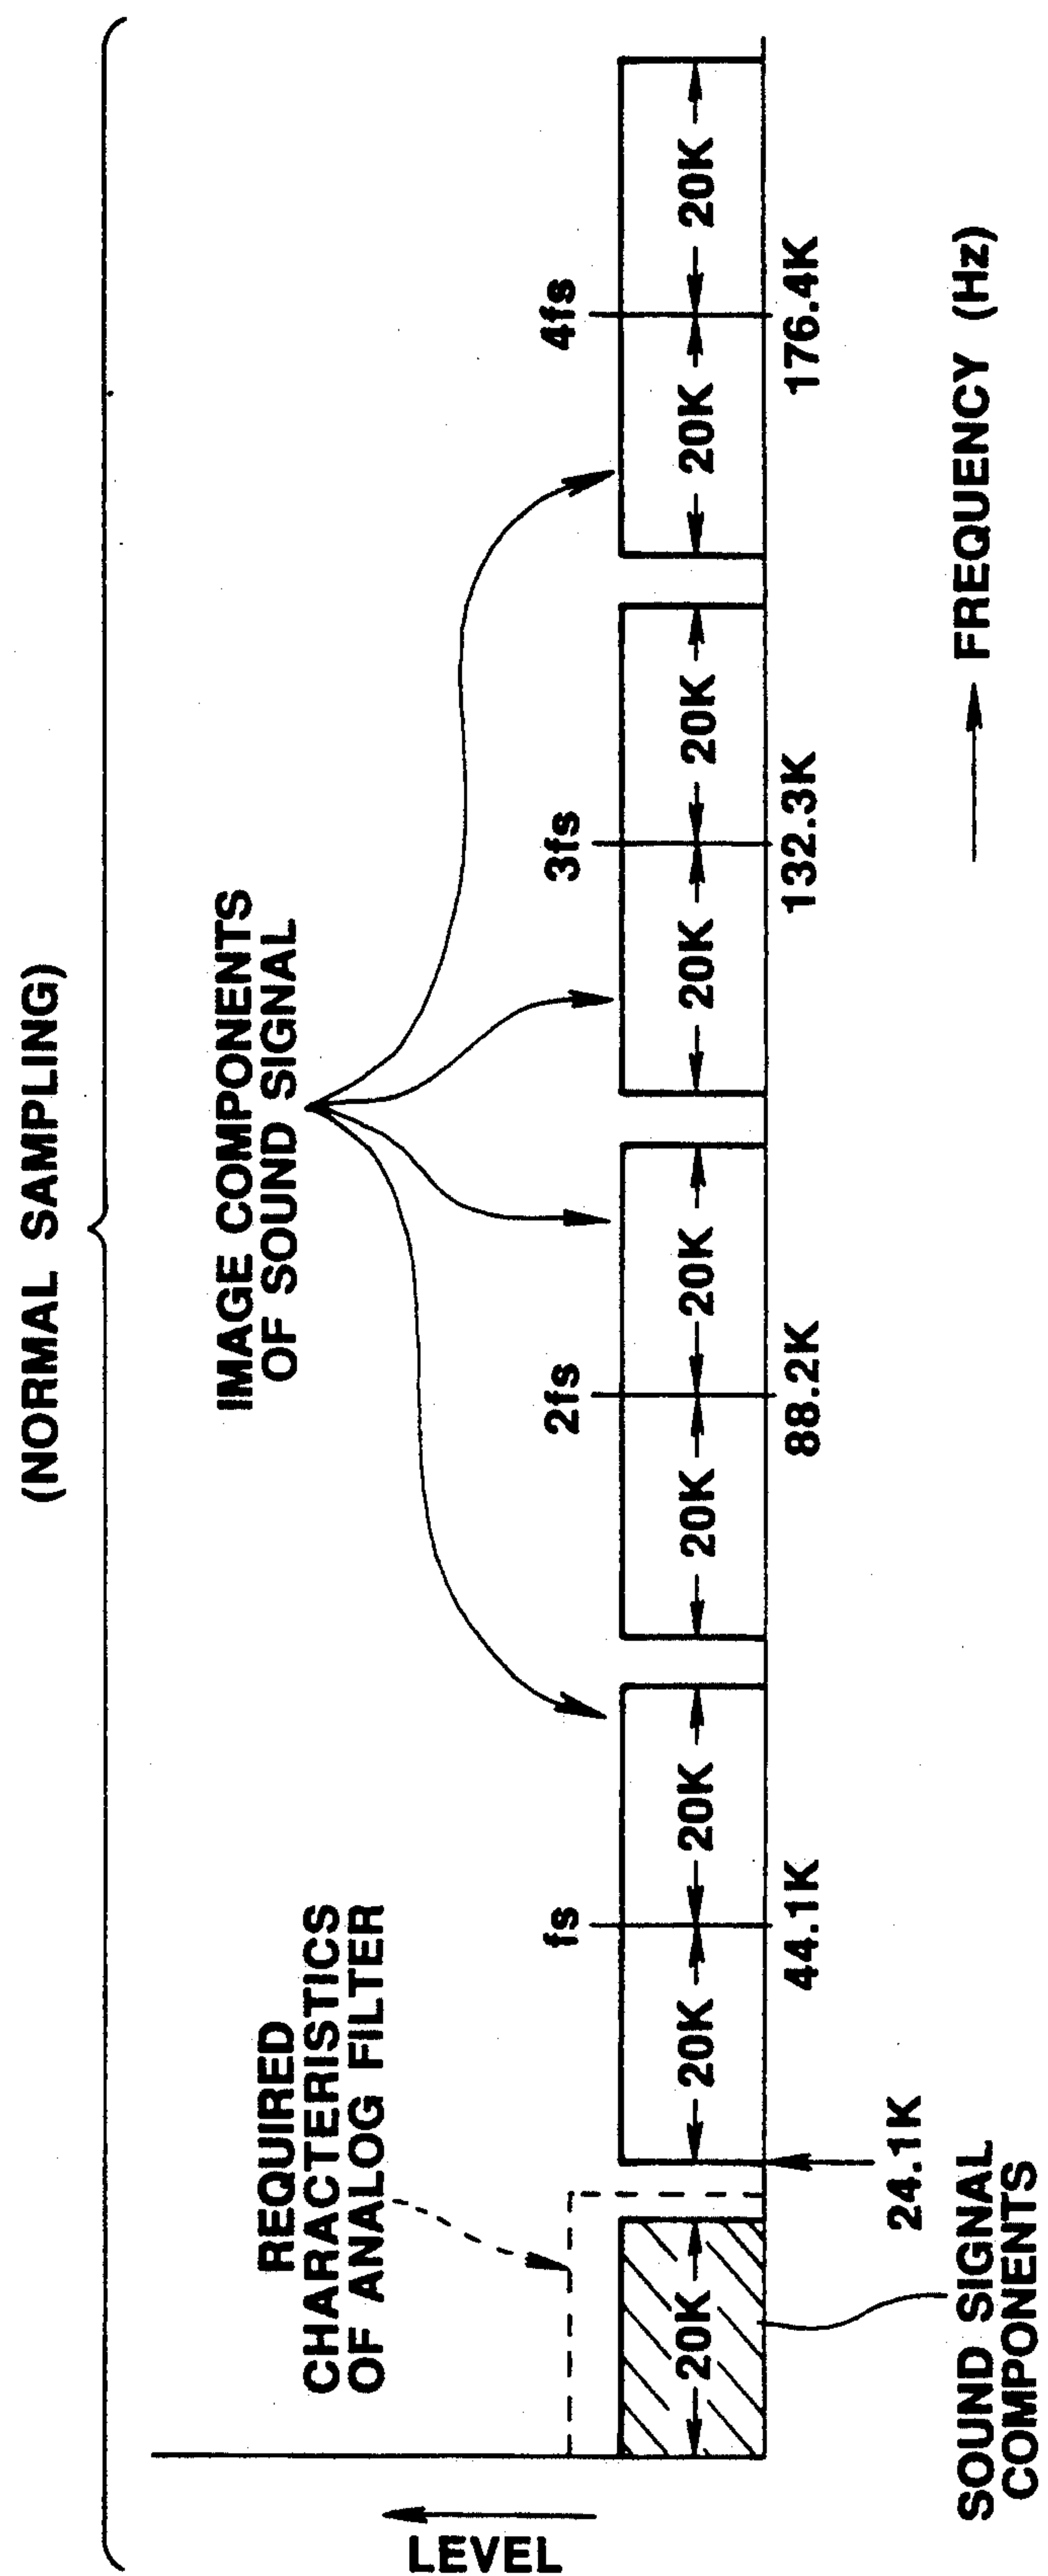 (NORMAL SAMPLING)
IMAGE COMPONENTS
OF SOUND SIGNAL
REQUIRED
CHARACTERISTICS
OF ANALOG FILTER
LEVEL
fs
2fs
3fs
4fs
20K
20K
20K
20K
20K
20K
20K
20K
20K
44.1K
88.2K
132.3K
176.4K
24.1K
SOUND SIGNAL
COMPONENTS
FREQUENCY (Hz)